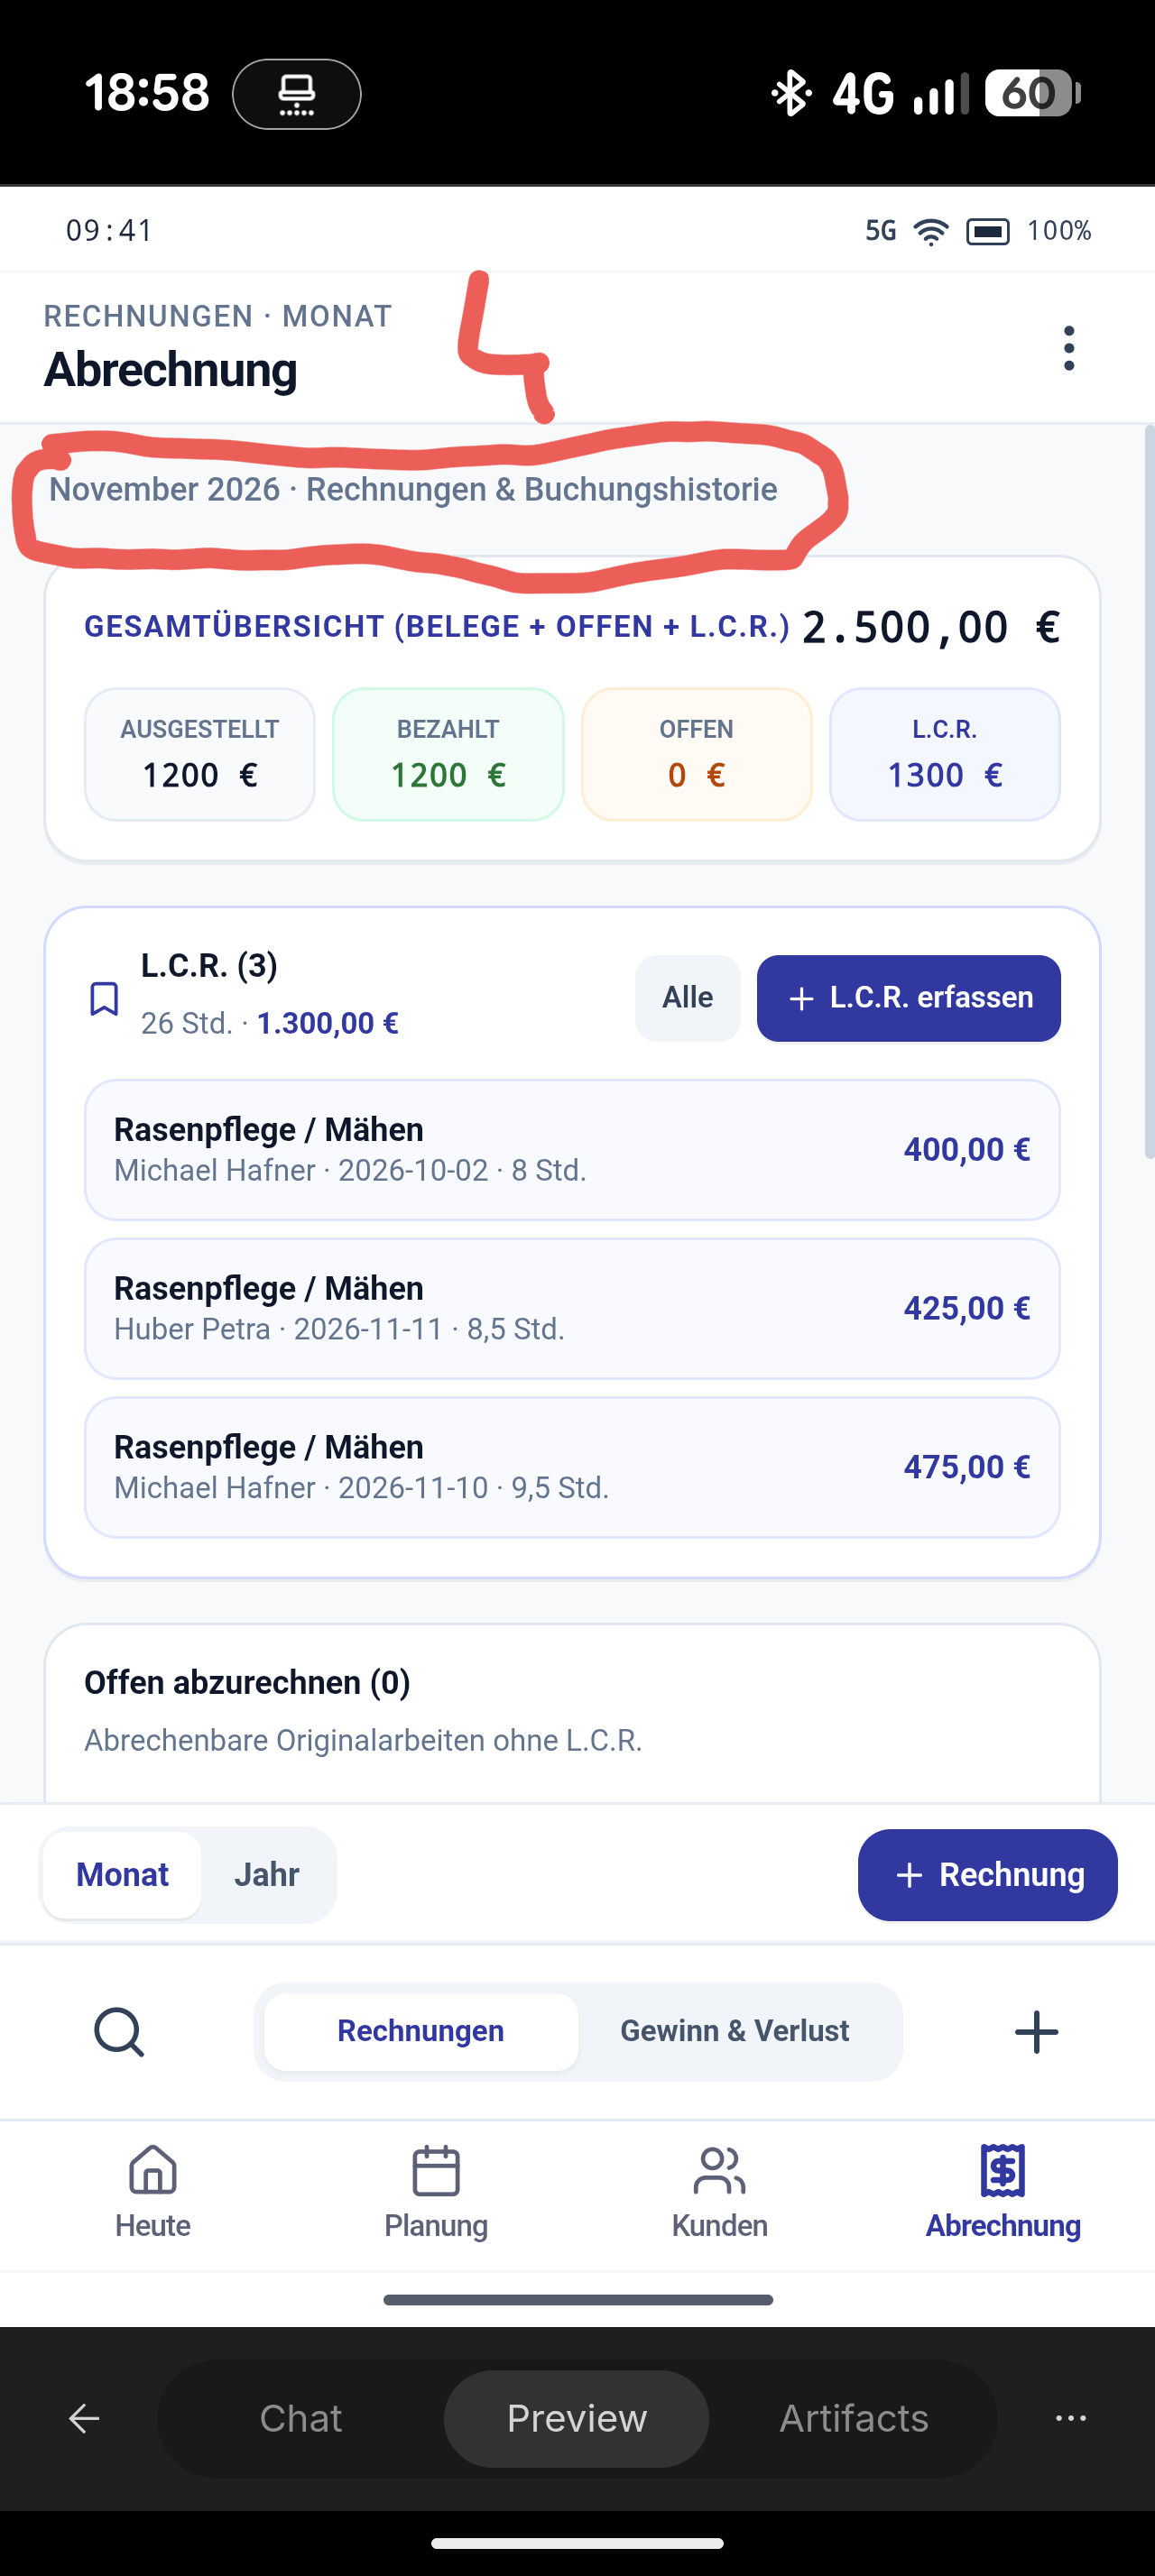 18:58
4G
60
09:41
5G
100%
RECHNUNGEN · MONAT
Abrechnung
4
November 2026 · Rechnungen & Buchungshistorie
GESAMTÜBERSICHT (BELEGE + OFFEN + L.C.R.) 2.500,00 €
AUSGESTELLT
1200 €
BEZAHLT
1200 €
OFFEN
0 €
L.C.R.
1300 €
L.C.R. (3)
26 Std. · 1.300,00 €
Alle
+ L.C.R. erfassen
Rasenpflege / Mähen
Michael Hafner · 2026-10-02 · 8 Std.
400,00 €
Rasenpflege / Mähen
Huber Petra · 2026-11-11 · 8,5 Std.
425,00 €
Rasenpflege / Mähen
Michael Hafner · 2026-11-10 · 9,5 Std.
475,00 €
Offen abzurechnen (0)
Abrechenbare Originalarbeiten ohne L.C.R.
Monat
Jahr
+ Rechnung
Rechnungen
Gewinn & Verlust
Heute
Planung
Kunden
Abrechnung
Chat
Preview
Artifacts